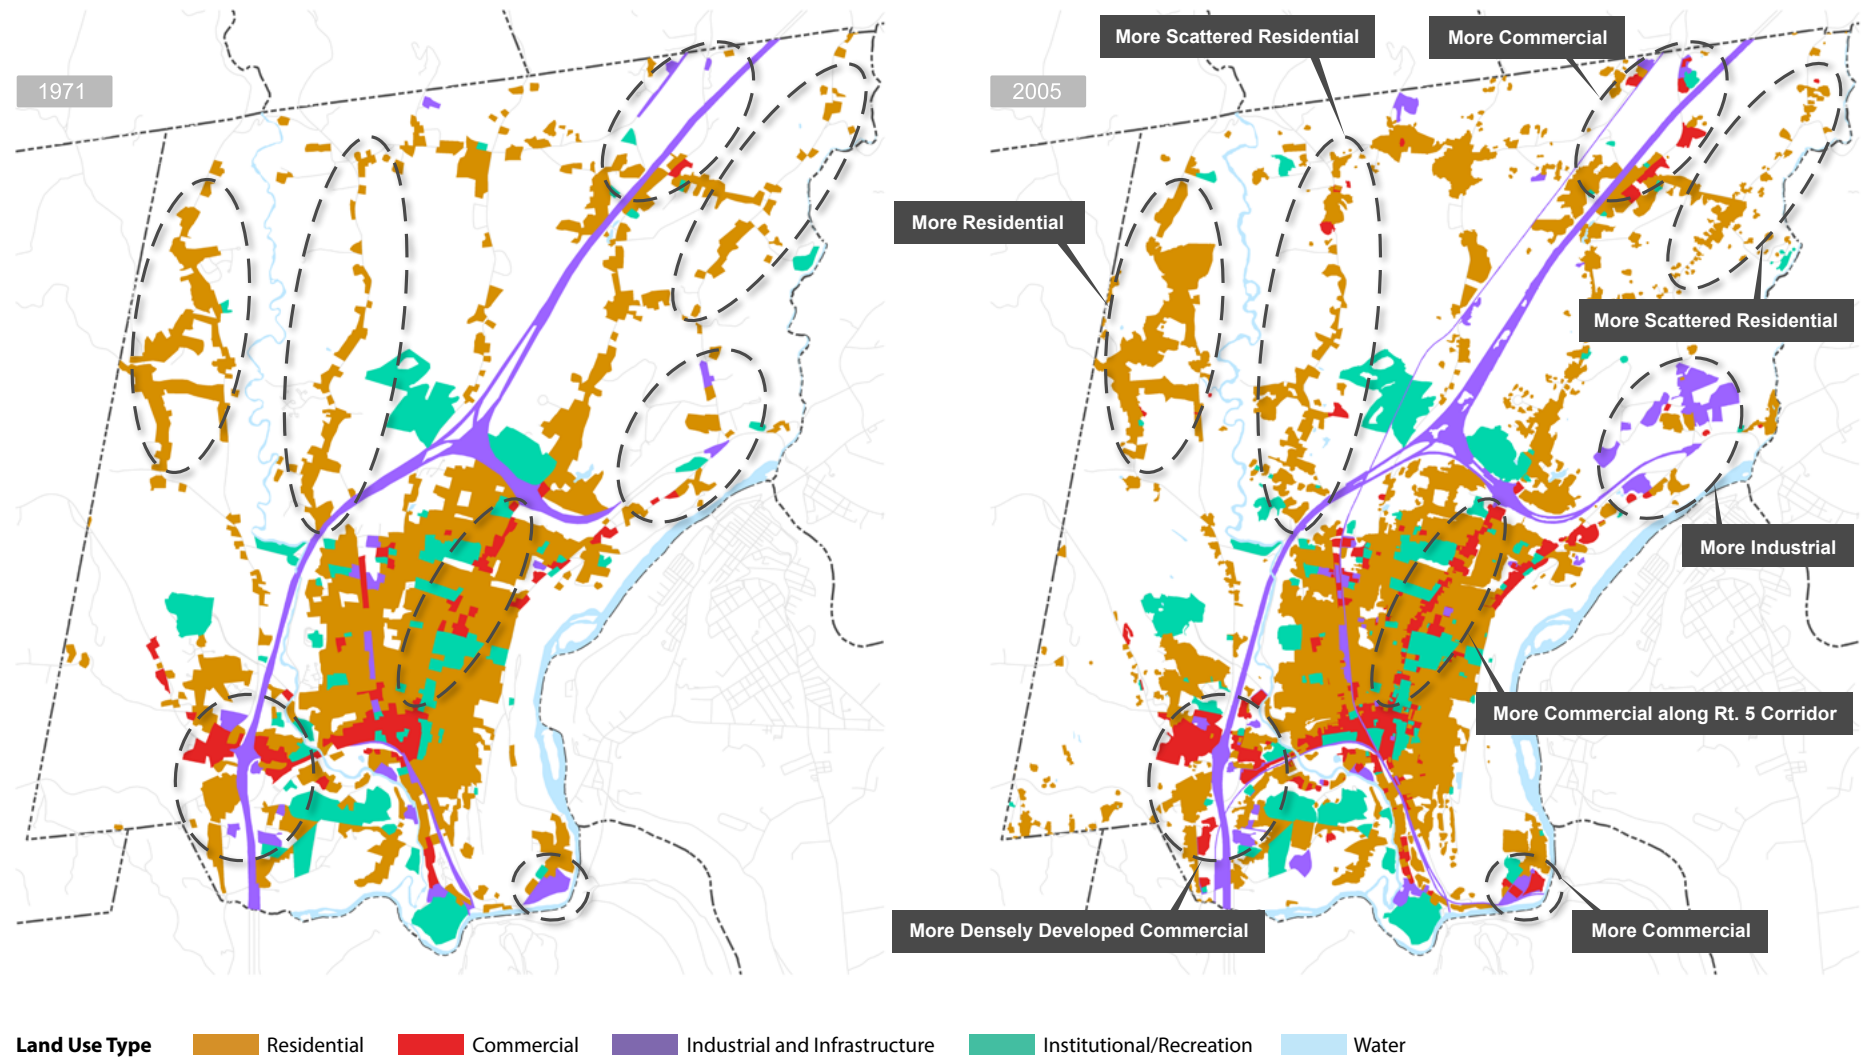 1971
2005
More Scattered Residential
More Commercial
More Residential
More Scattered Residential
More Industrial
More Commercial along Rt. 5 Corridor
More Densely Developed Commercial
More Commercial
Land Use Type
Residential
Commercial
Industrial and Infrastructure
Institutional/Recreation
Water